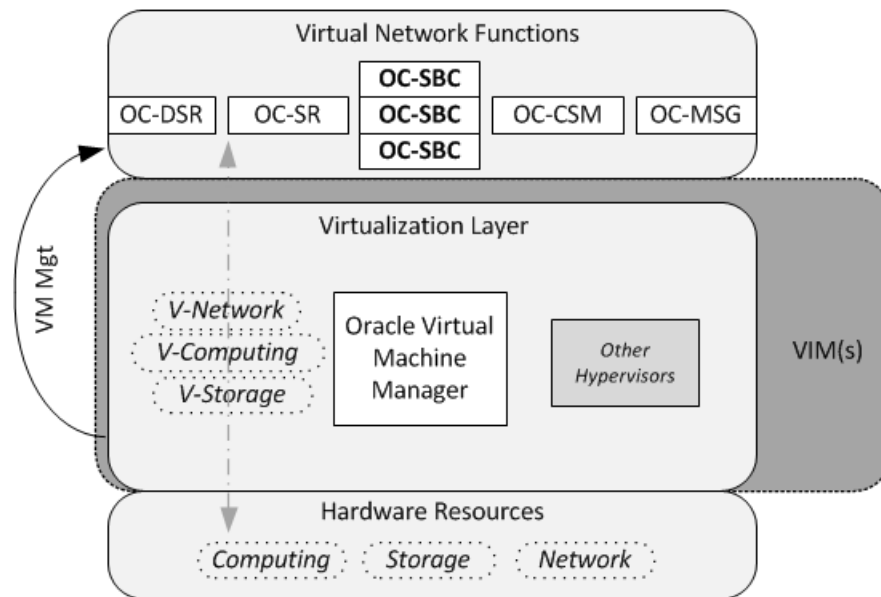 Virtual Network Functions
OC-SBC
OC-DSR
OC-SR
OC-SBC
OC-CSM
OC-MSG
OC-SBC
Virtualization Layer
VM Mgt
V-Network
V-Computing
V-Storage
Oracle Virtual
Machine
Manager
Other
Hypervisors
VIM(s)
Hardware Resources
Computing
Storage
Network